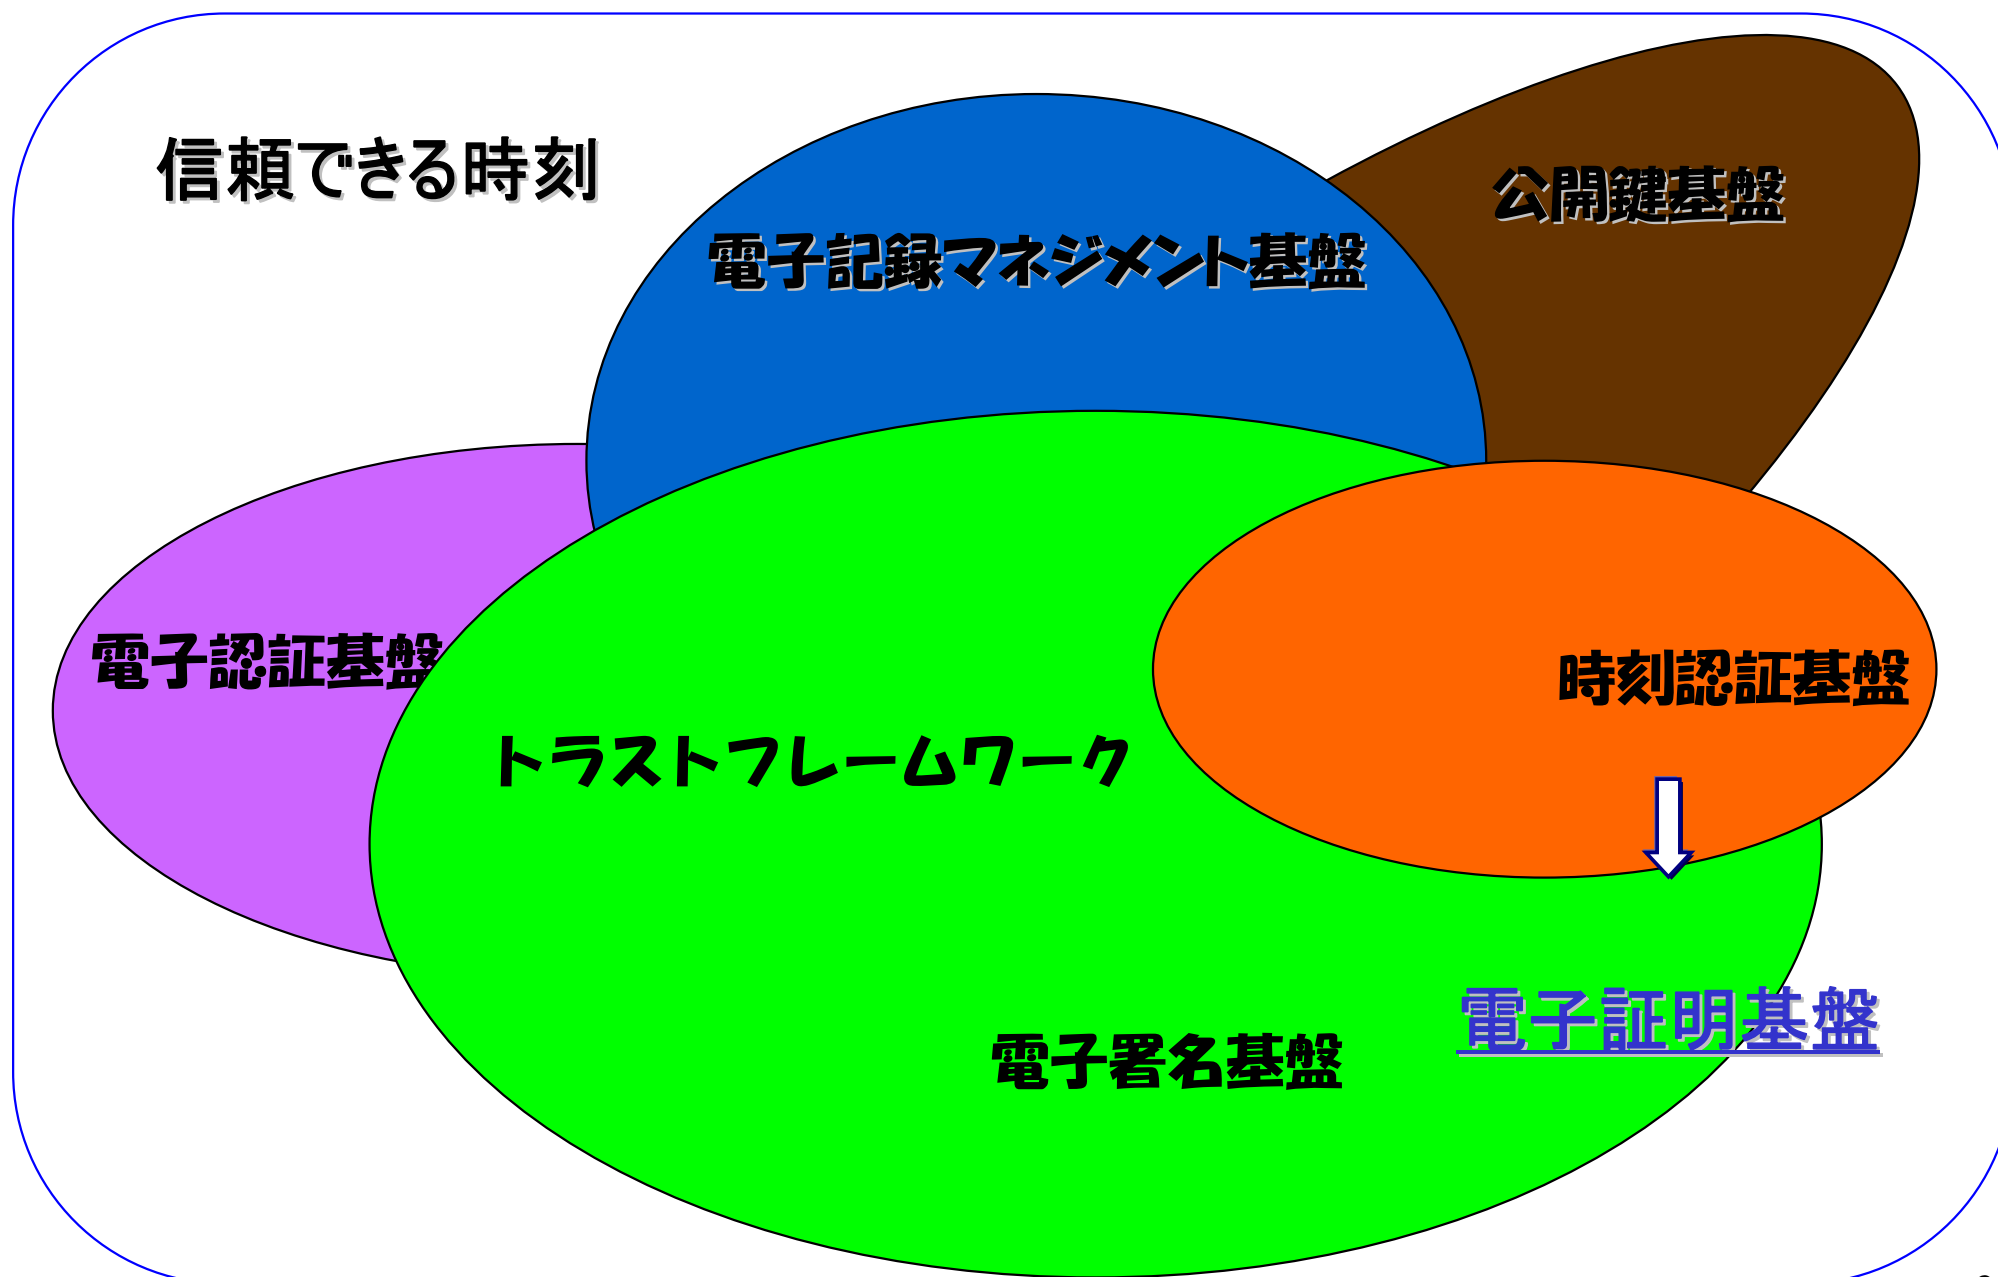 信頼できる時刻
公開鍵基盤
電子記録マネジメント基盤
電子認証基盤
時刻認証基盤
トラストフレームワーク
電子証明基盤
電子署名基盤